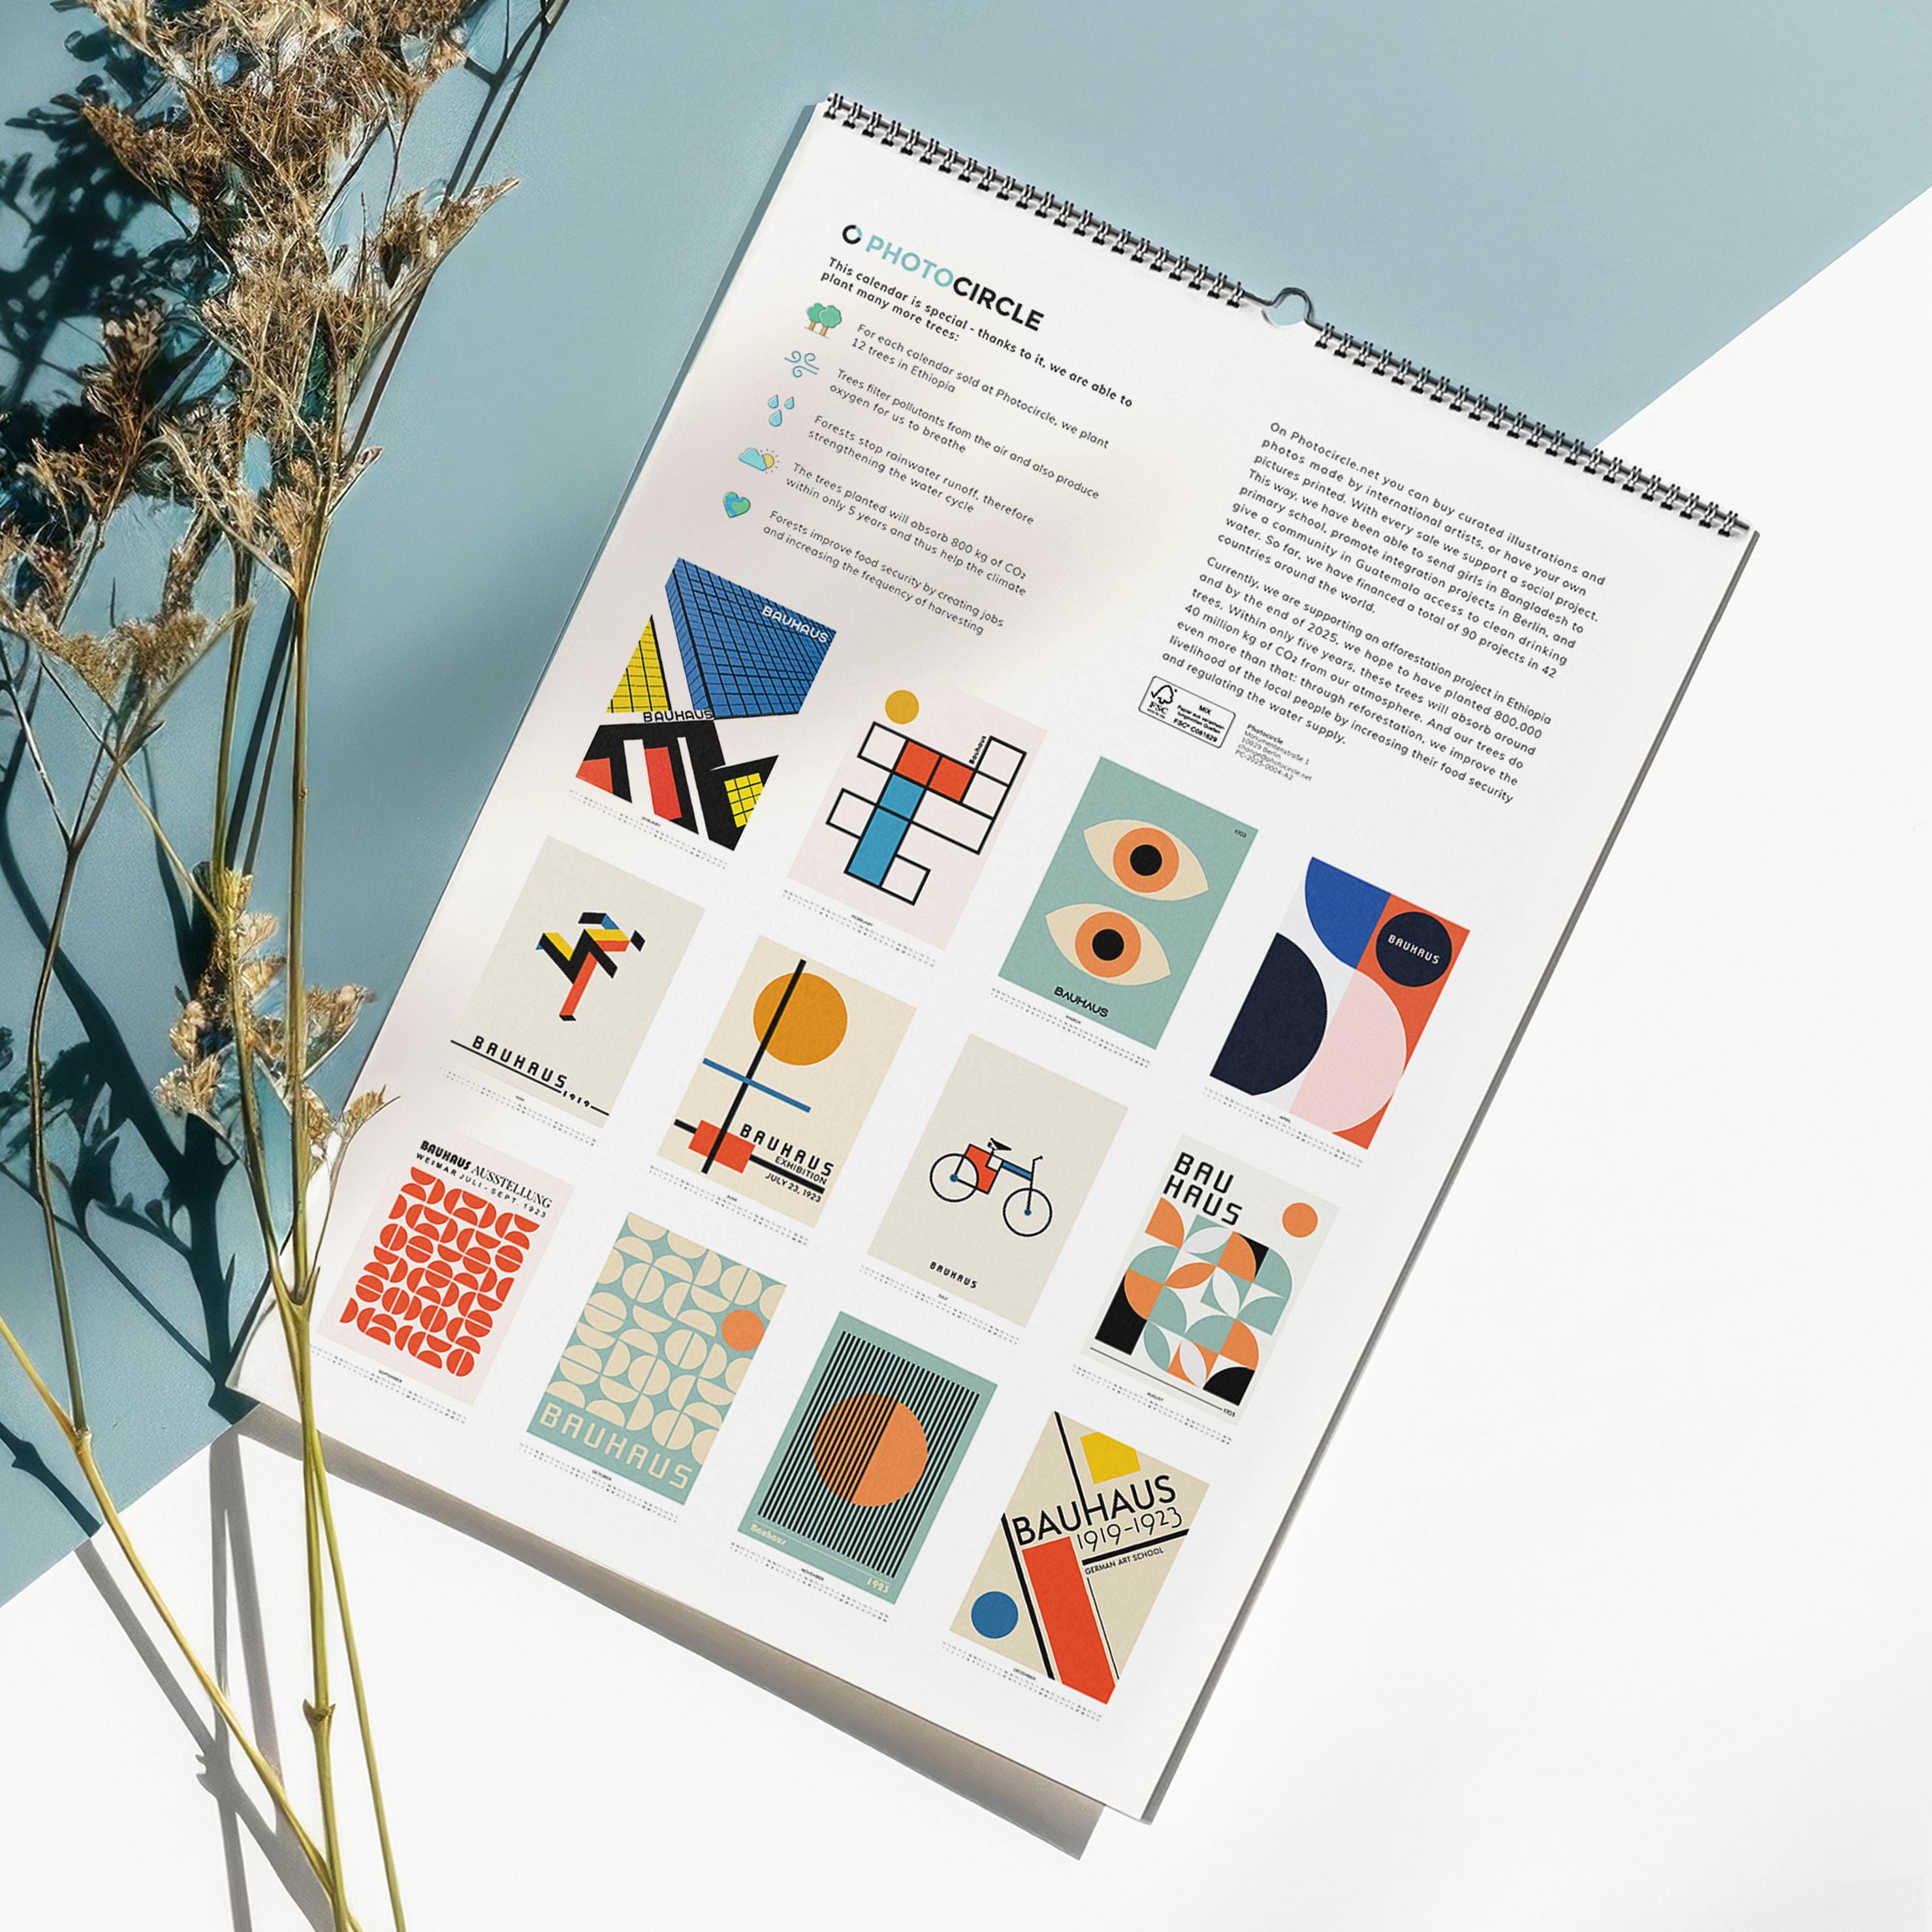 PHOTOCIRCLE
This calendar is special - thanks to it, we are able to
plant many more trees:
For each calendar sold at Photocircle, we plant
12 trees in Ethiopia
Trees filter pollutants from the air and also produce
oxygen for us to breathe
Forests stop rainwater runoff, therefore
strengthening the water cycle
The trees planted will absorb 800 kg of CO₂
within only 5 years and thus help the climate
Forests improve food security by creating jobs
and increasing the frequency of harvesting
On Photocircle.net you can buy curated illustrations and
photos made by international artists, or have your own
pictures printed. With every sale we support a social project.
This way, we have been able to send girls in Bangladesh to
primary school, promote integration projects in Berlin, and
give a community in Guatemala access to clean drinking
water. So far, we have financed a total of 90 projects in 42
countries around the world.
Currently, we are supporting an afforestation project in Ethiopia
and by the end of 2025, we hope to have planted 800.000
trees. Within only five years, these trees will absorb around
40 million kg of CO₂ from our atmosphere. And our trees do
even more than that: through reforestation, we improve the
livelihood of the local people by increasing their food security
and regulating the water supply.
FSC
MIX
FSC® C081629
Photocircle
Monumentenstraße 1
10829 Berlin
change@photocircle.net
PC-2025-0004-A2
BAUHAUS
BAUHAUS
JANUARY
Bauhaus
FEBRUARY
1923
BAUHAUS
MARCH
BAUHAUS
APRIL
BAUHAUS
1919
MAY
BAUHAUS
EXHIBITION
JULY 23, 1923
JUNE
BAUHAUS
JULY
BAU
HAUS
1923
AUGUST
BAUHAUS AUSSTELLUNG
WEIMAR JULI - SEPT. 1923
SEPTEMBER
BAUHAUS
OCTOBER
Bauhaus
1923
NOVEMBER
BAUHAUS
1919-1923
GERMAN ART SCHOOL
DECEMBER